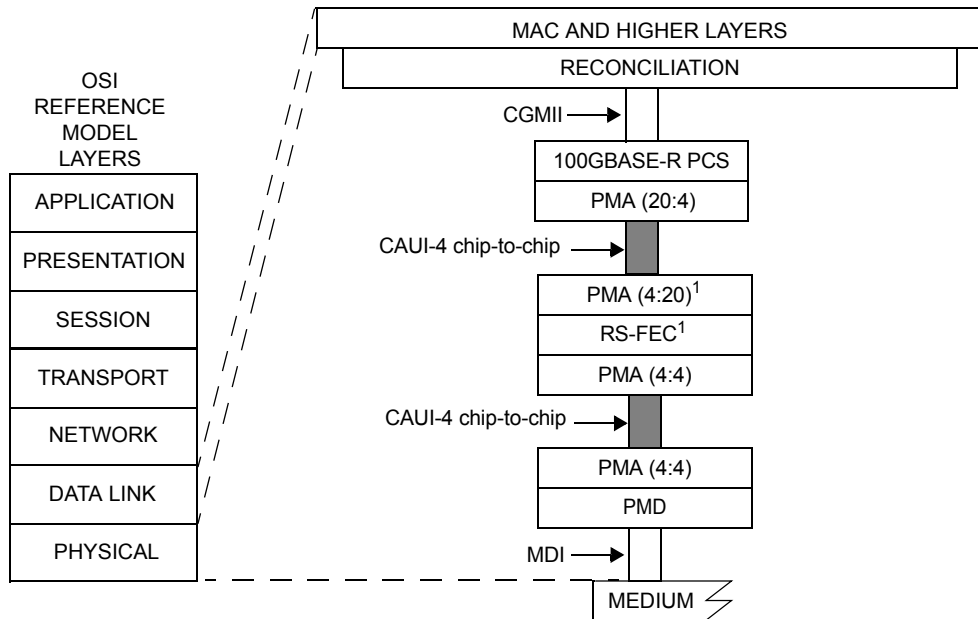 MAC AND HIGHER LAYERS
RECONCILIATION
OSI
REFERENCE
MODEL
LAYERS
APPLICATION
PRESENTATION
SESSION
TRANSPORT
NETWORK
DATA LINK
PHYSICAL
CGMII
100GBASE-R PCS
PMA (20:4)
CAUI-4 chip-to-chip
PMA (4:20)1
RS-FEC1
PMA (4:4)
CAUI-4 chip-to-chip
PMA (4:4)
PMD
MDI
MEDIUM